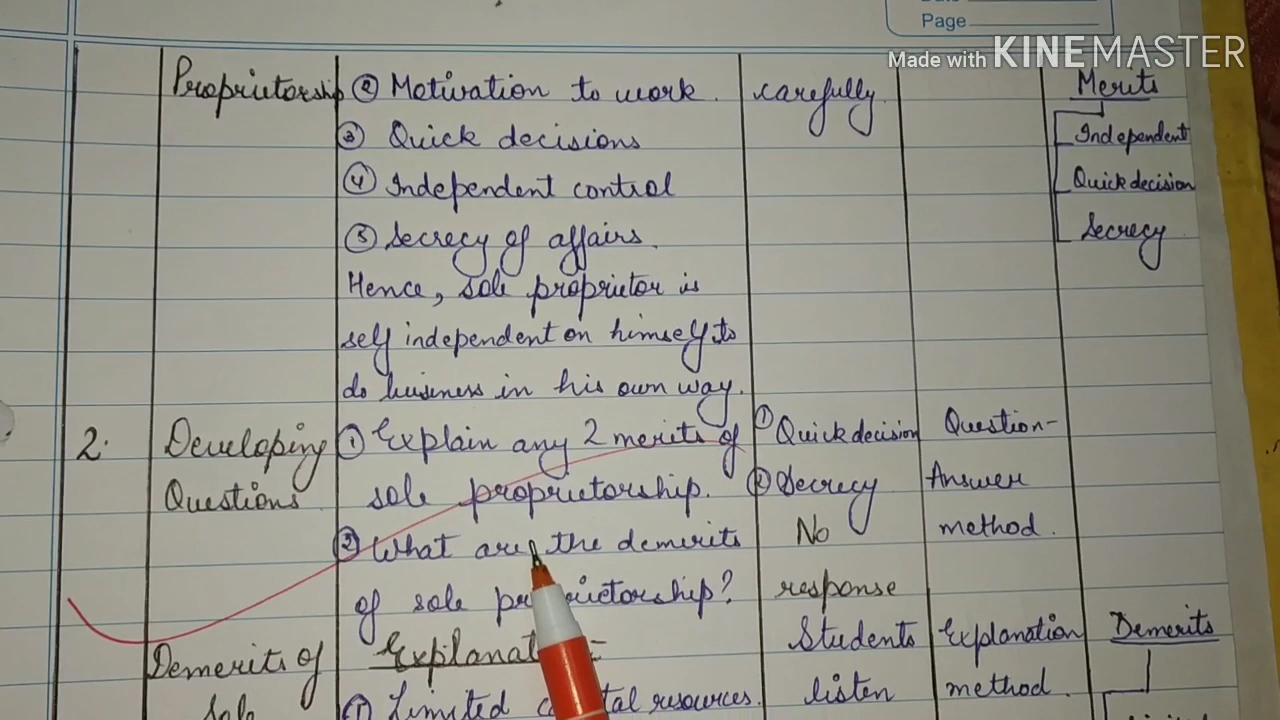 Page
Made with KINEMASTER
Proprietorship ② Motivation to work. carefully. Merits
③ Quick decisions Independent
④ Independent control Quick decision
⑤ Secrecy of affairs. Secrecy
Hence, sole proprietor is
self independent on himself to
do business in his own way.
2. Developing ① Explain any 2 merits of ① Quick decision Question-
Questions sole proprietorship. ② Secrecy Answer
② What are the demerits No method.
of sole proprietorship? response
Demerits of Explanation:- Students Explanation Demerits
sole ① Limited capital resources. listen method.